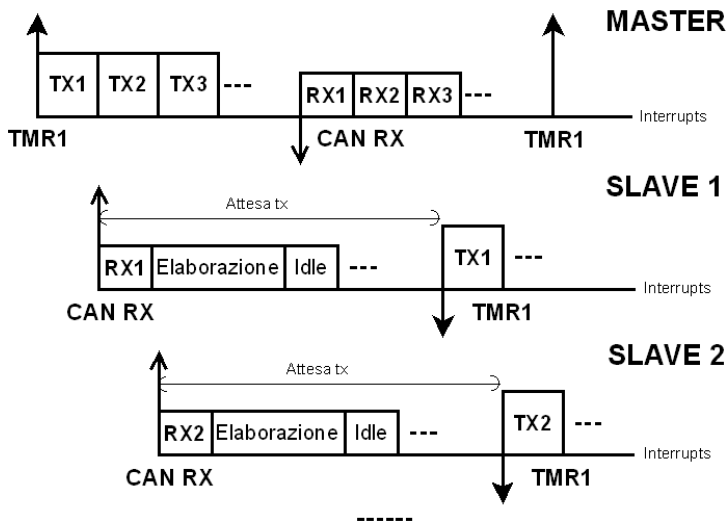 MASTER
TX1 TX2 TX3 ---
RX1 RX2 RX3 ---
Interrupts
TMR1 CAN RX TMR1
SLAVE 1
Attesa tx
TX1 ---
RX1 Elaborazione Idle ---
Interrupts
CAN RX TMR1
SLAVE 2
Attesa tx
TX2 ---
RX2 Elaborazione Idle ---
Interrupts
CAN RX TMR1
------